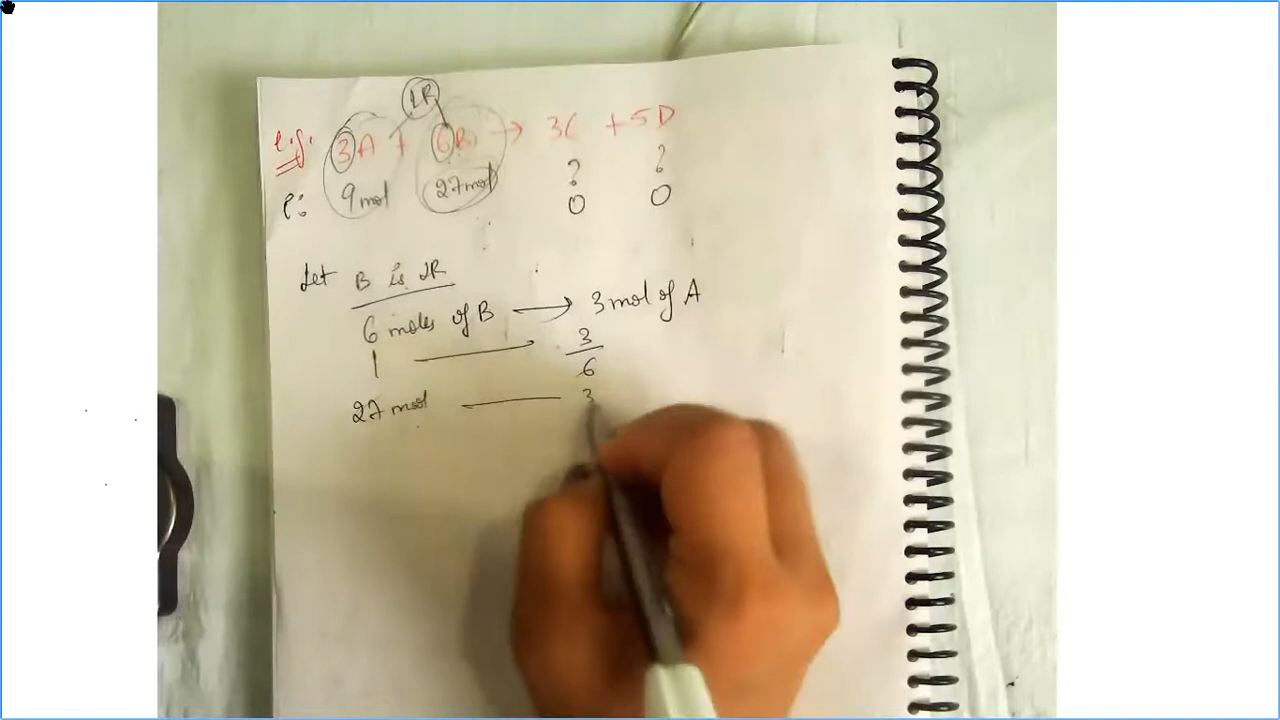 LR
e.g. 3A + 6B → 3C + 5D
? ?
9 mol 27 mol 0 0
Let B is LR
6 moles of B → 3 mol of A
1 3/6
27 mol 3